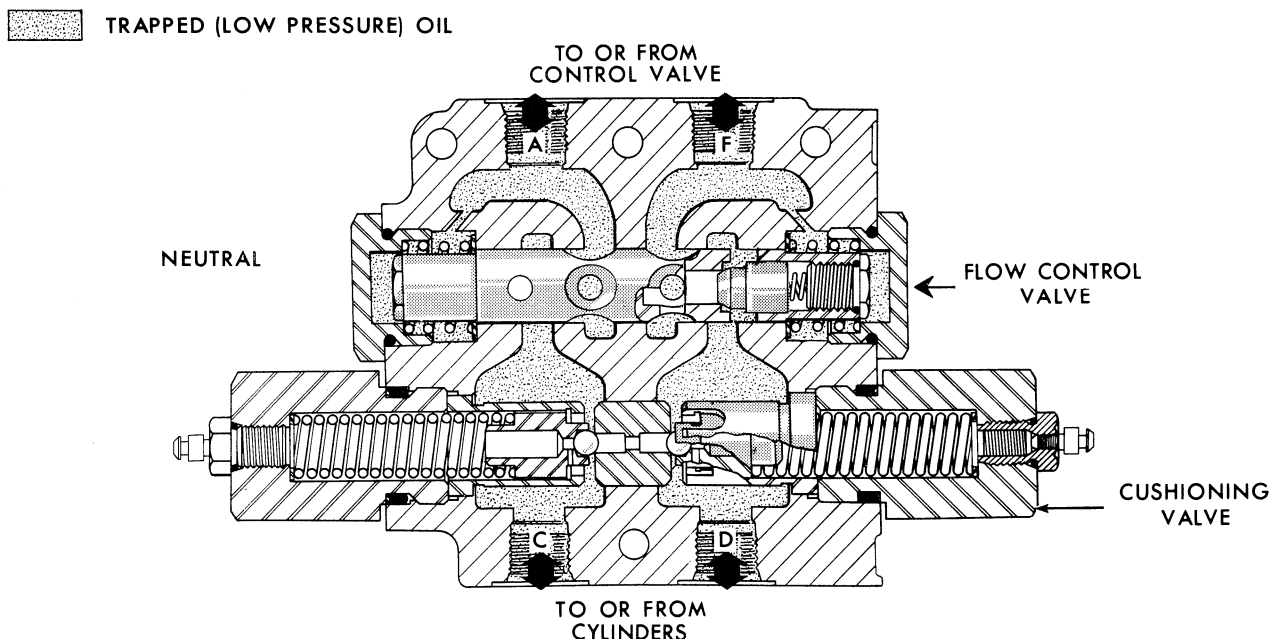 TRAPPED (LOW PRESSURE) OIL
TO OR FROM
CONTROL VALVE
A
F
NEUTRAL
FLOW CONTROL
VALVE
CUSHIONING
VALVE
C
D
TO OR FROM
CYLINDERS